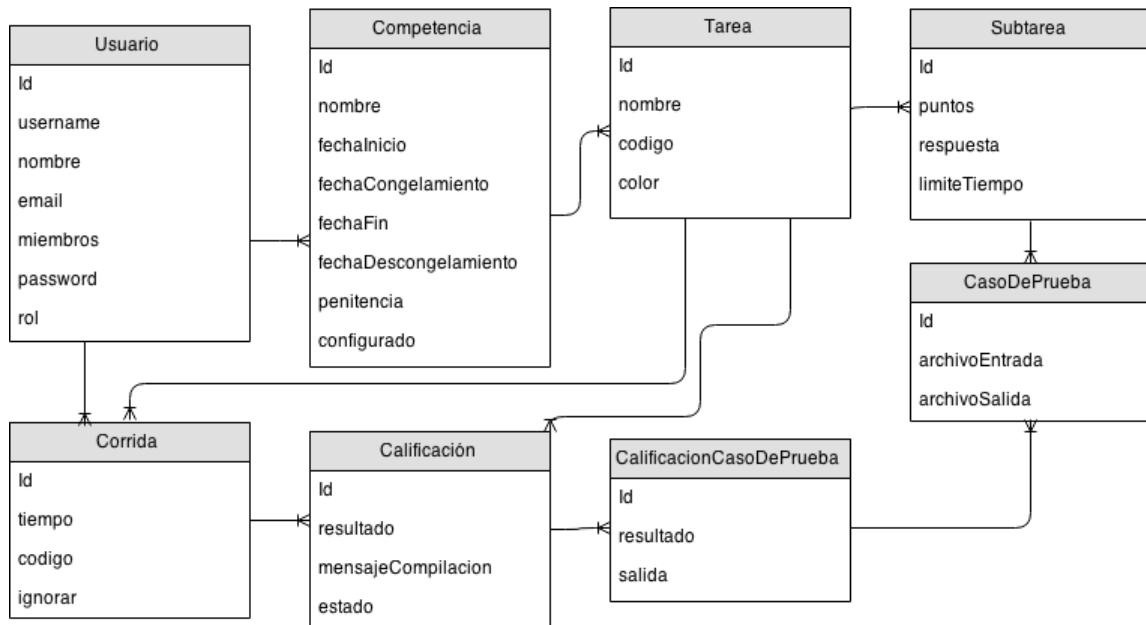 Usuario
Id
username
nombre
email
miembros
password
rol
Competencia
Id
nombre
fechaInicio
fechaCongelamiento
fechaFin
fechaDescongelamiento
penitencia
configurado
Tarea
Id
nombre
codigo
color
Subtarea
Id
puntos
respuesta
limiteTiempo
CasoDePrueba
Id
archivoEntrada
archivoSalida
Corrida
Id
tiempo
codigo
ignorar
Calificación
Id
resultado
mensajeCompilacion
estado
CalificacionCasoDePrueba
Id
resultado
salida